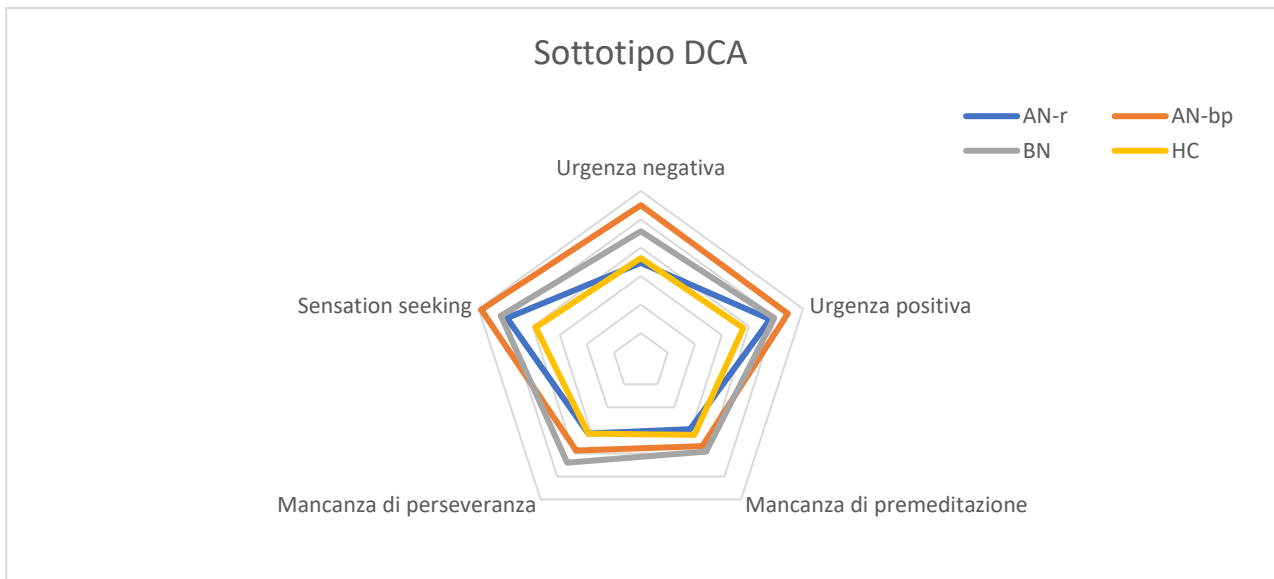 Sottotipo DCA
AN-r
AN-bp
BN
HC
Urgenza negativa
Urgenza positiva
Mancanza di premeditazione
Mancanza di perseveranza
Sensation seeking